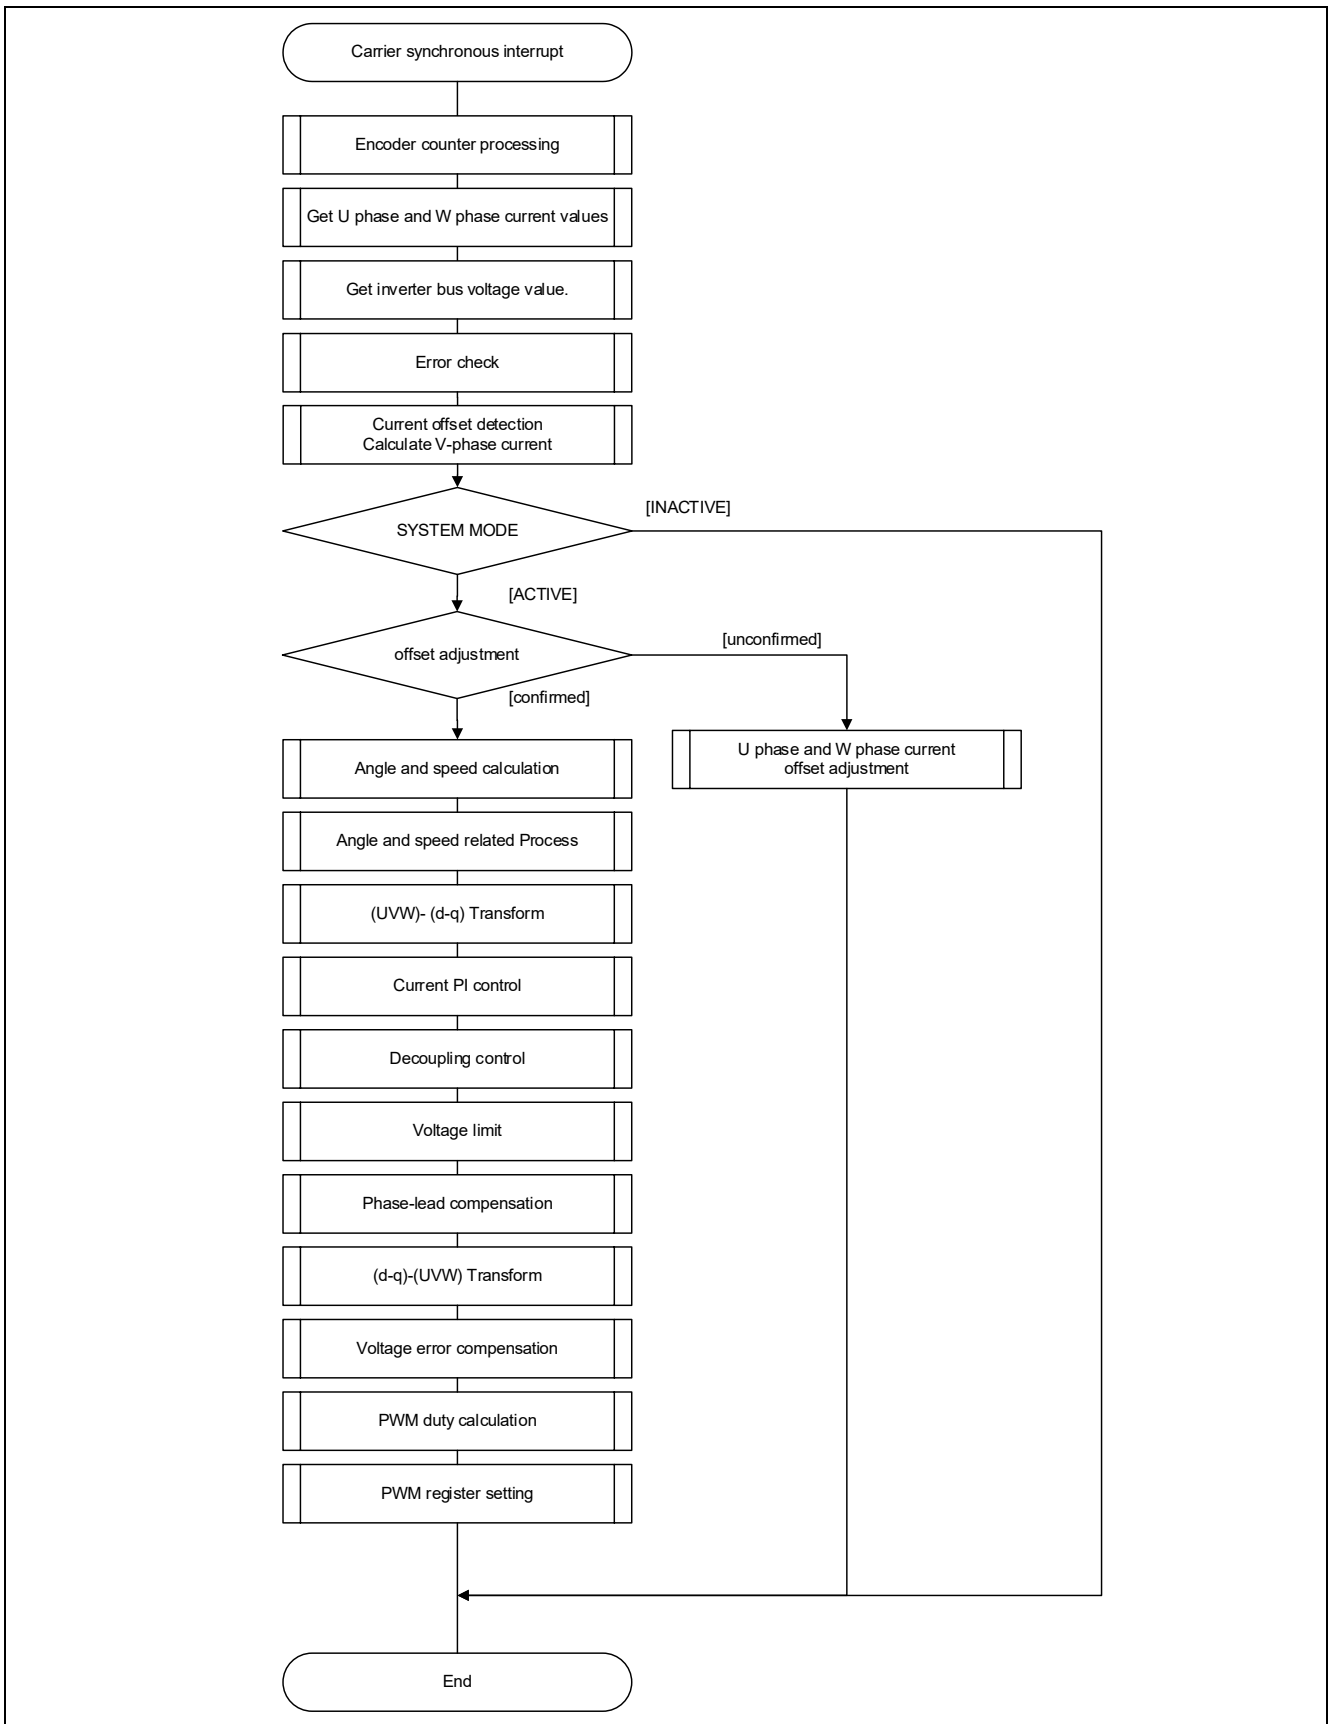 Carrier synchronous interrupt
Encoder counter processing
Get U phase and W phase current values
Get inverter bus voltage value.
Error check
Current offset detection
Calculate V-phase current
[INACTIVE]
SYSTEM MODE
[ACTIVE]
[unconfirmed]
offset adjustment
[confirmed]
U phase and W phase current
offset adjustment
Angle and speed calculation
Angle and speed related Process
(UVW)- (d-q) Transform
Current PI control
Decoupling control
Voltage limit
Phase-lead compensation
(d-q)-(UVW) Transform
Voltage error compensation
PWM duty calculation
PWM register setting
End